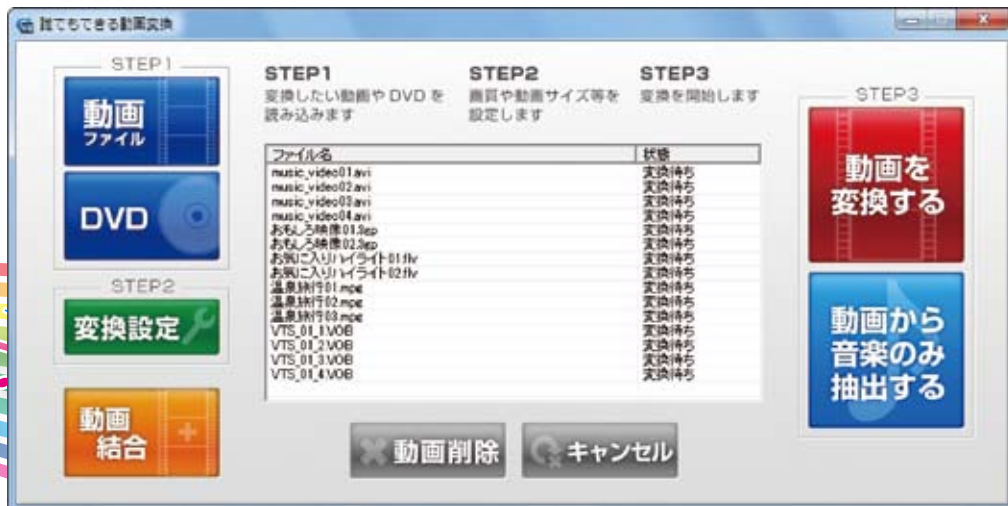 誰でもできる動画変換
STEP1
動画
ファイル
DVD
STEP2
変換設定
動画
結合
STEP1
変換したい動画や DVD を
読み込みます
STEP2
画質や動画サイズ等を
設定します
STEP3
変換を開始します
ファイル名 状態
music_video01.avi 変換待ち
music_video02.avi 変換待ち
music_video03.avi 変換待ち
music_video04.avi 変換待ち
おもしろ映像01.3gp 変換待ち
おもしろ映像02.3gp 変換待ち
お気に入りハイライト01.flv 変換待ち
お気に入りハイライト02.flv 変換待ち
温泉旅行01.mpe 変換待ち
温泉旅行02.mpe 変換待ち
温泉旅行03.mpe 変換待ち
VTS_01_1.VOB 変換待ち
VTS_01_2.VOB 変換待ち
VTS_01_3.VOB 変換待ち
VTS_01_4.VOB 変換待ち
動画削除
キャンセル
STEP3
動画を
変換する
動画から
音楽のみ
抽出する